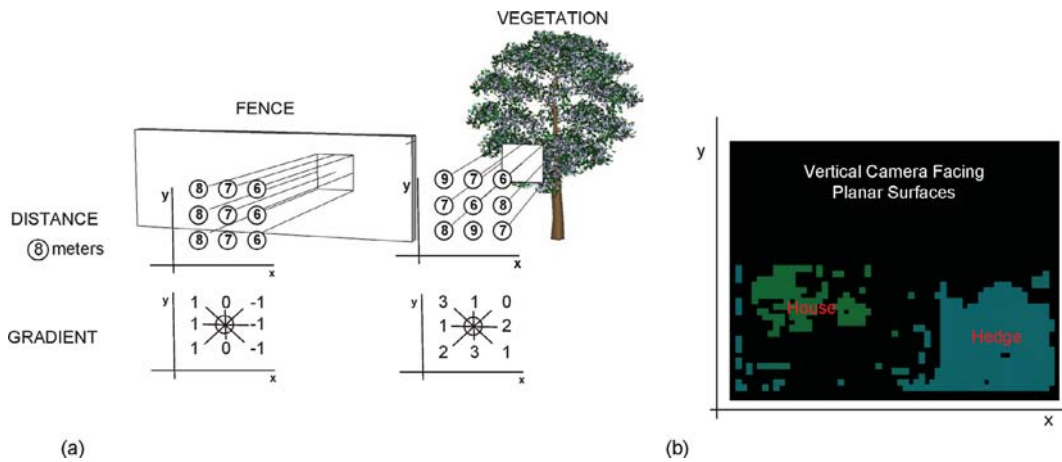 VEGETATION
FENCE
y
8 7 6
8 7 6
8 7 6
x
y
9 7 6
7 6 8
8 9 7
x
DISTANCE
8 meters
GRADIENT
y
1 0 -1
1 -1
1 0 -1
x
y
3 1 0
1 2
2 3 1
x
(a)
y
Vertical Camera Facing
Planar Surfaces
House
Hedge
x
(b)